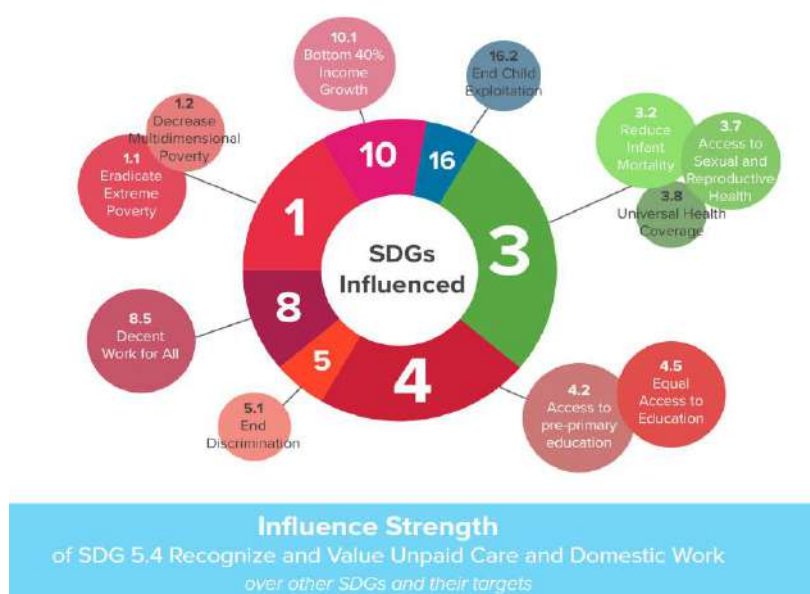 10.1
Bottom 40%
Income
Growth
16.2
End Child
Exploitation
1.2
Decrease
Multidimensional
Poverty
1.1
Eradicate
Extreme
Poverty
3.2
Reduce
Infant
Mortality
3.7
Access to
Sexual and
Reproductive
Health
3.8
Universal Health
Coverage
10
16
1
3
SDGs
Influenced
8
5
4
8.5
Decent
Work for All
5.1
End
Discrimination
4.2
Access to
pre-primary
education
4.5
Equal
Access to
Education
Influence Strength
of SDG 5.4 Recognize and Value Unpaid Care and Domestic Work
over other SDGs and their targets